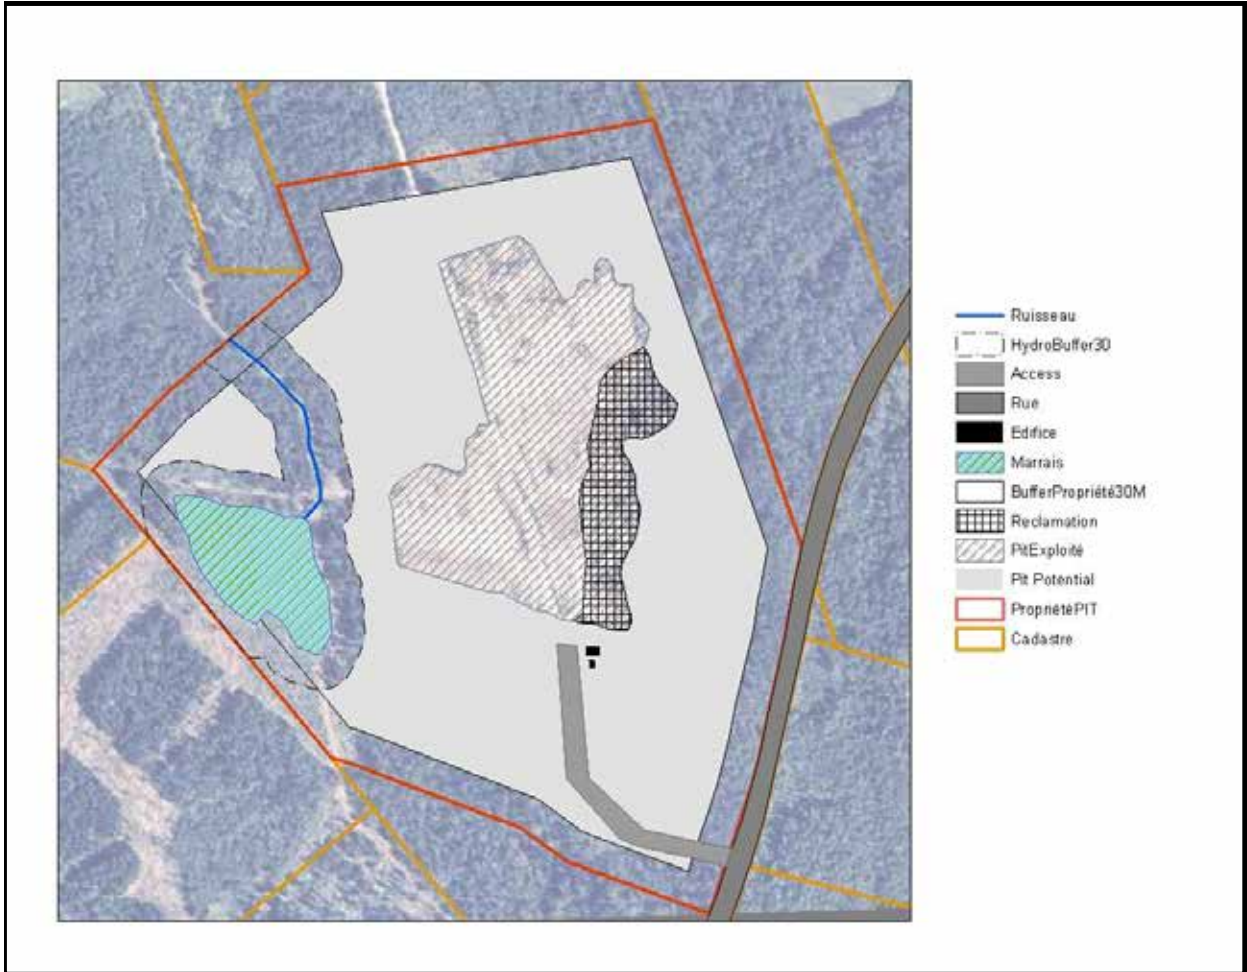 Ruisseau
HydroBuffer30
Access
Rue
Edifice
Marrais
BufferPropriété30M
Reclamation
PitExploité
Pit Potential
PropriétéPIT
Cadastre